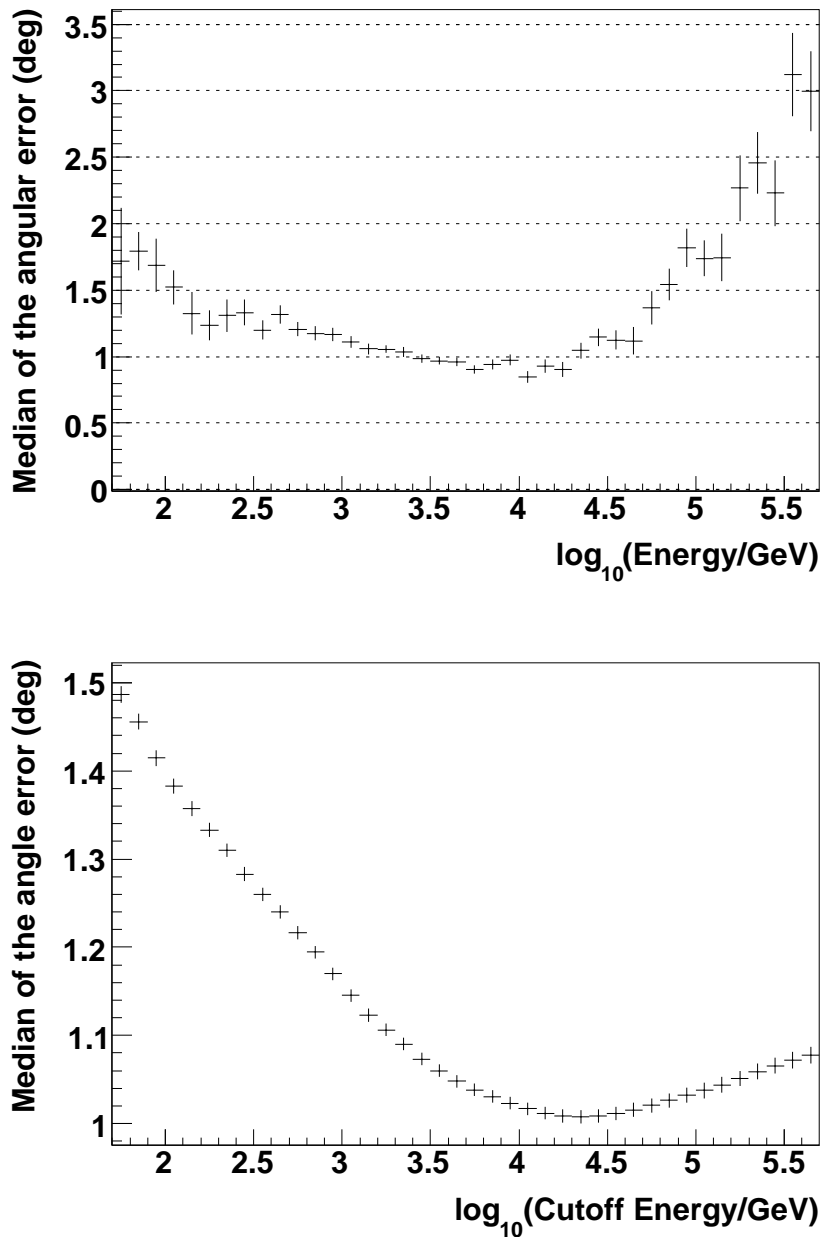 Median of the angular error (deg)
3.5
3
2.5
2
1.5
1
0.5
0
2 2.5 3 3.5 4 4.5 5 5.5
log10(Energy/GeV)
Median of the angle error (deg)
1.5
1.4
1.3
1.2
1.1
1
2 2.5 3 3.5 4 4.5 5 5.5
log10(Cutoff Energy/GeV)